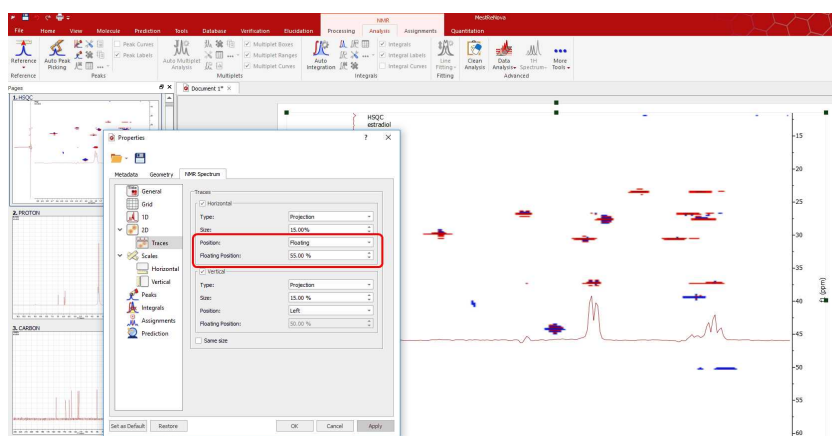 NMR
MestReNova
File Home View Molecule Prediction Tools Database Verification Elucidation Processing Analysis Assignments Quantitation
Reference
Auto Peak Picking
Peak Curves
Peak Labels
Auto Multiplet Analysis
Multiplet Boxes
Multiplet Ranges
Multiplet Curves
Auto Integration
Integrals
Integral Labels
Integral Curves
Line Fitting
Clean Analysis
Data Analysis
1H Spectrum
More Tools
Reference Peaks Multiplets Integrals Fitting Advanced
Pages
Document 1*
1. HSQC
HSQC
estradiol
Properties ? ×
Metadata Geometry NMR Spectrum
General
Grid
1D
2D
Traces
Scales
Horizontal
Vertical
Peaks
Integrals
Assignments
Prediction
Traces
Horizontal
Type: Projection
Size: 15.00%
Position: Floating
Floating Position: 55.00 %
Vertical
Type: Projection
Size: 15.00 %
Position: Left
Floating Position: 50.00 %
Same size
Set as Default Restore OK Cancel Apply
2. PROTON
3. CARBON
-15
-20
-25
-30
-35
-40
-45
-50
-55
-60
(ppm)